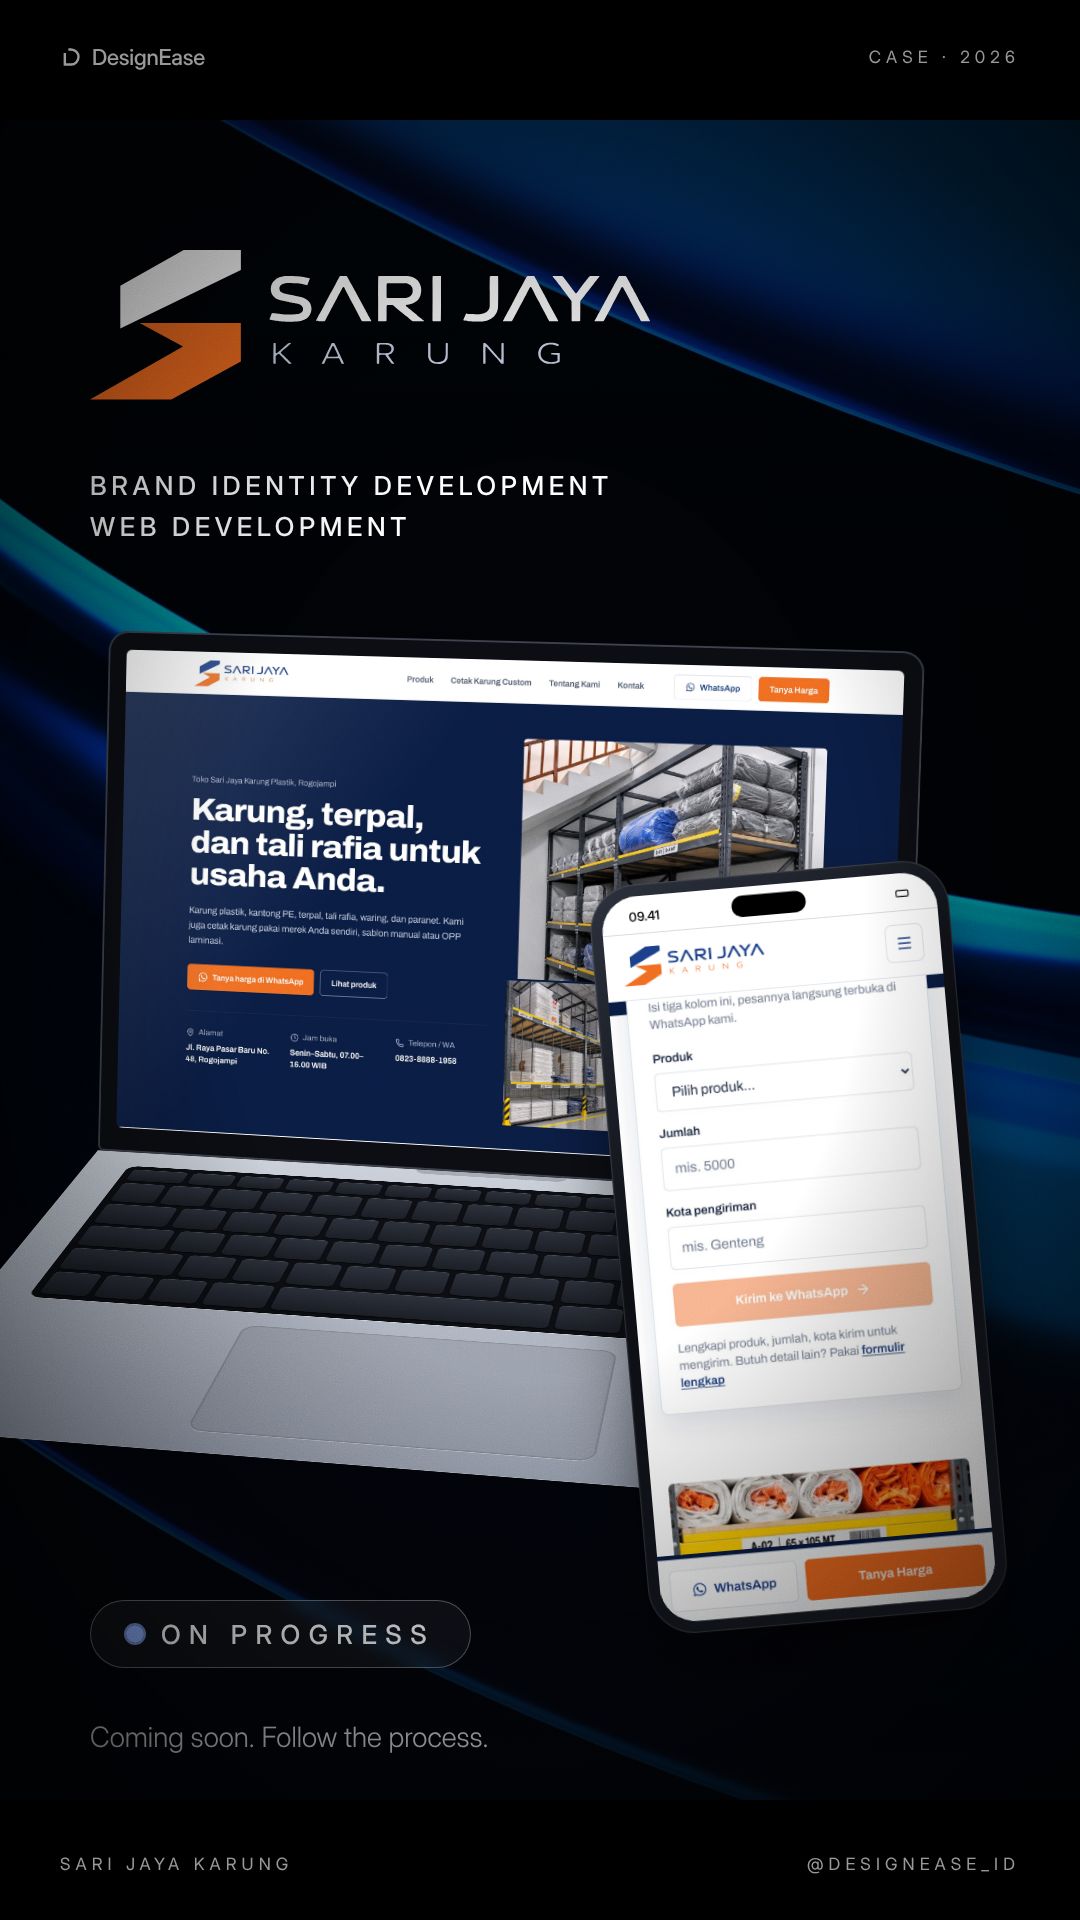 DesignEase
CASE · 2026
SARI JAYA
KARUNG
BRAND IDENTITY DEVELOPMENT
WEB DEVELOPMENT
SARI JAYA
KARUNG
Produk
Cetak Karung Custom
Tentang Kami
Kontak
WhatsApp
Tanya Harga
Toko Sari Jaya Karung Plastik, Rogojampi
Karung, terpal,
dan tali rafia untuk
usaha Anda.
Karung plastik, kantong PE, terpal, tali rafia, waring, dan paranet. Kami
juga cetak karung pakai merek Anda sendiri, sablon manual atau OPP
laminasi.
Tanya harga di WhatsApp
Lihat produk
Alamat
Jl. Raya Pasar Baru No.
48, Rogojampi
Jam buka
Senin–Sabtu, 07.00–
16.00 WIB
Telepon / WA
0823-8888-1958
09.41
SARI JAYA
KARUNG
Isi tiga kolom ini, pesannya langsung terbuka di
WhatsApp kami.
Produk
Pilih produk...
Jumlah
mis. 5000
Kota pengiriman
mis. Genteng
Kirim ke WhatsApp →
Lengkapi produk, jumlah, kota kirim untuk
mengirim. Butuh detail lain? Pakai formulir
lengkap
A-02 | 65 x 105 MT
WhatsApp
Tanya Harga
ON PROGRESS
Coming soon. Follow the process.
SARI JAYA KARUNG
@DESIGNEASE_ID